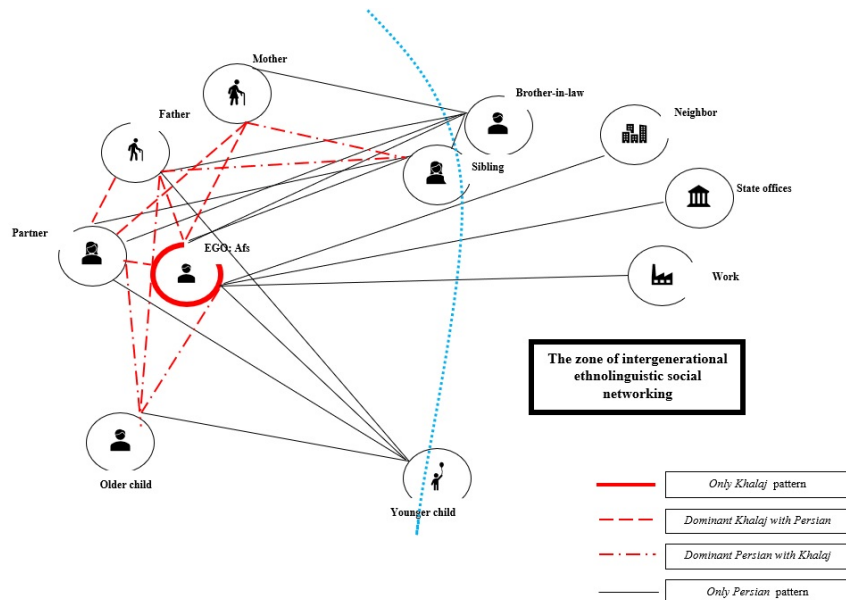 Mother
Father
Brother-in-law
Neighbor
Sibling
State offices
Partner
EGO: Afs
Work
The zone of intergenerational
ethnolinguistic social
networking
Older child
Younger child
Only Khalaj pattern
Dominant Khalaj with Persian
Dominant Persian with Khalaj
Only Persian pattern